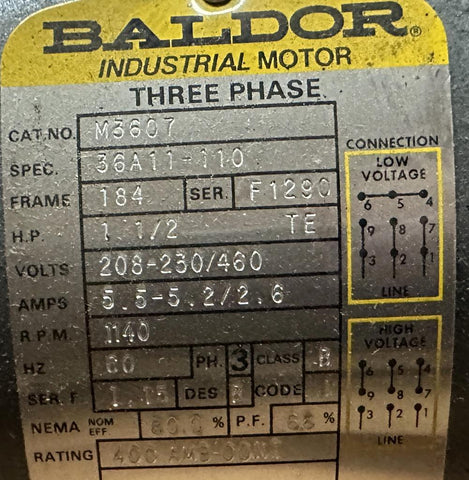 BALDOR®
INDUSTRIAL MOTOR
THREE PHASE
CAT.NO. M3607
SPEC. 36A11-110
FRAME 184 SER. F1290
H.P. 1 1/2 TE
VOLTS 208-230/460
AMPS 5.5-5.2/2.6
R.P.M. 1140
HZ 60 PH. 3 CLASS B
SER. F. 1.15 DES CODE
NEMA NOM EFF. % P.F. %
RATING 40C AMB-CONT
CONNECTION
LOW
VOLTAGE
6 5 4
9 8 7
3 2 1
LINE
HIGH
VOLTAGE
6 5 4
9 8 7
3 2 1
LINE